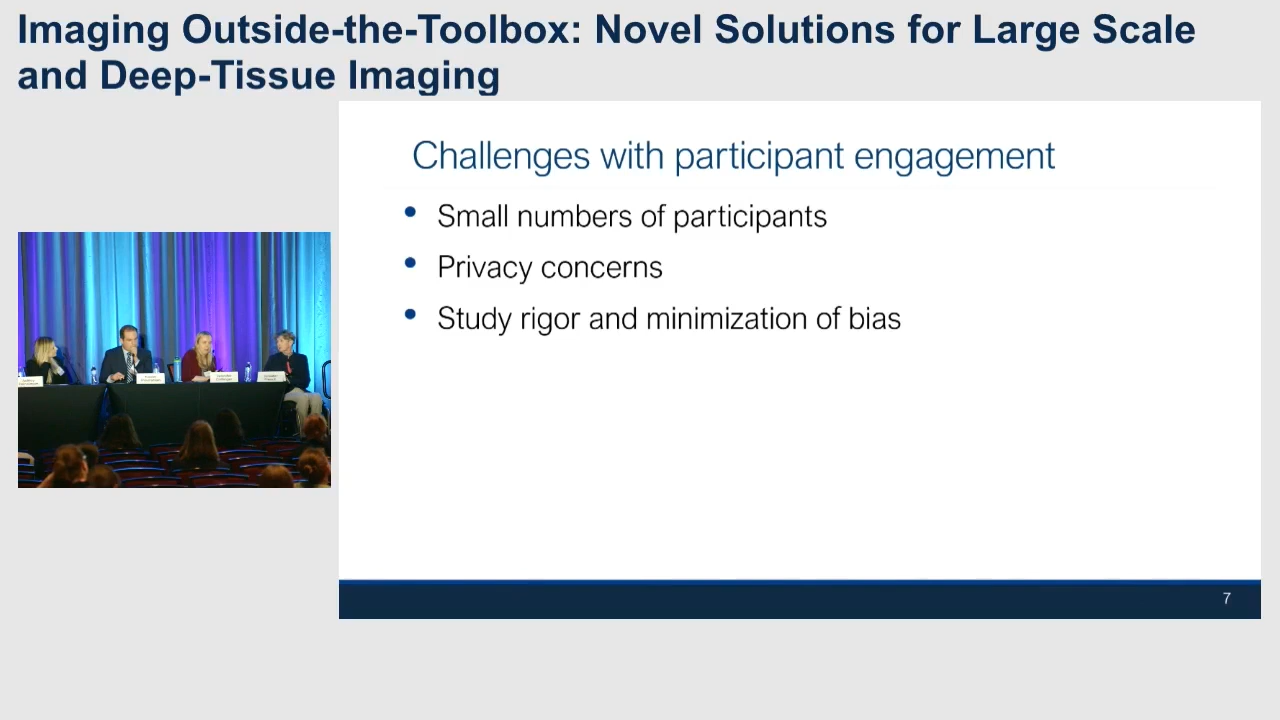 Imaging Outside-the-Toolbox: Novel Solutions for Large Scale
and Deep-Tissue Imaging
Challenges with participant engagement
• Small numbers of participants
• Privacy concerns
• Study rigor and minimization of bias
7